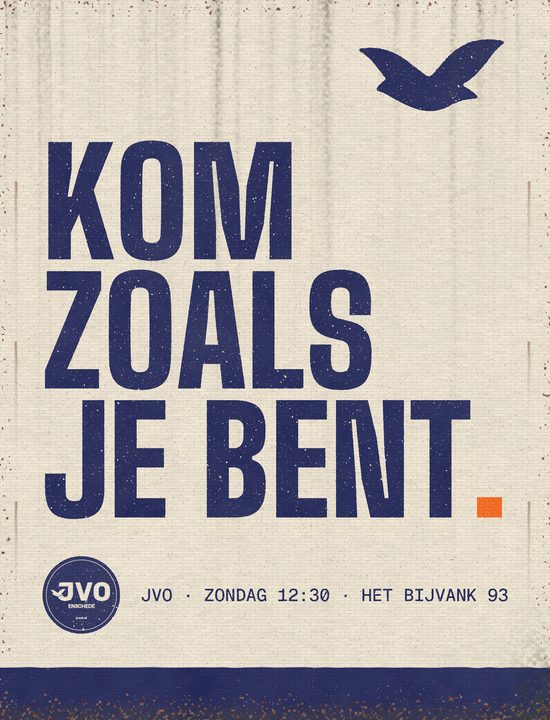 KOM
ZOALS
JE BENT.
JVO
ENSCHEDE
JVO · ZONDAG 12:30 · HET BIJVANK 93